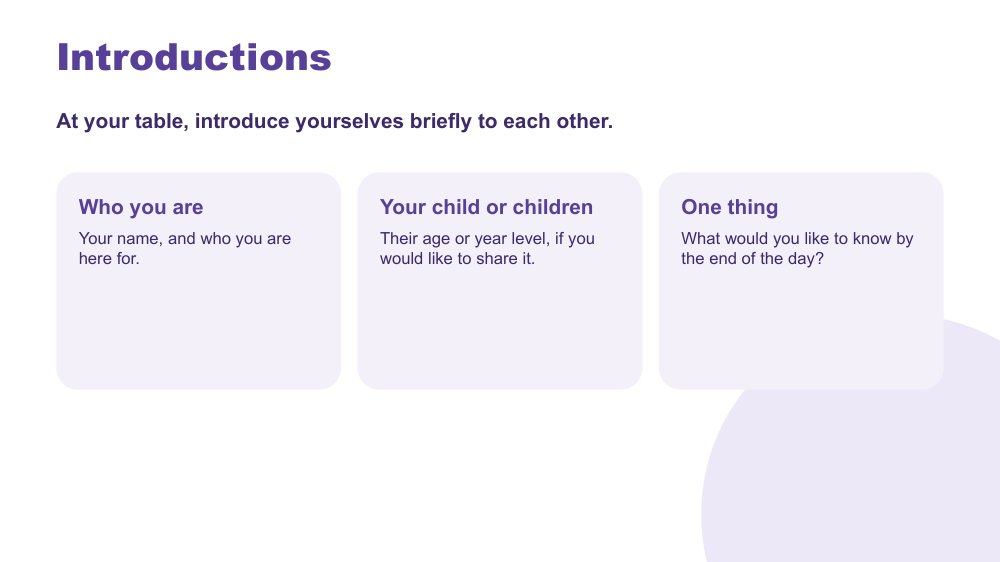 Introductions
At your table, introduce yourselves briefly to each other.
Who you are
Your name, and who you are
here for.
Your child or children
Their age or year level, if you
would like to share it.
One thing
What would you like to know by
the end of the day?